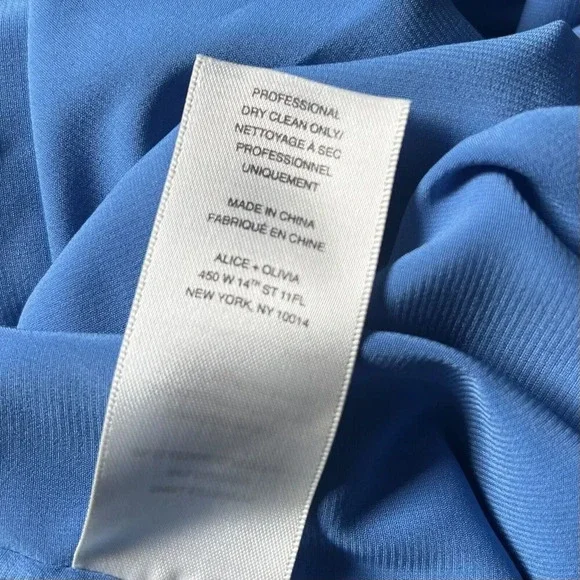 PROFESSIONAL
DRY CLEAN ONLY/
NETTOYAGE À SEC
PROFESSIONNEL
UNIQUEMENT
MADE IN CHINA
FABRIQUÉ EN CHINE
ALICE + OLIVIA
450 W 14TH ST 11FL
NEW YORK, NY 10014